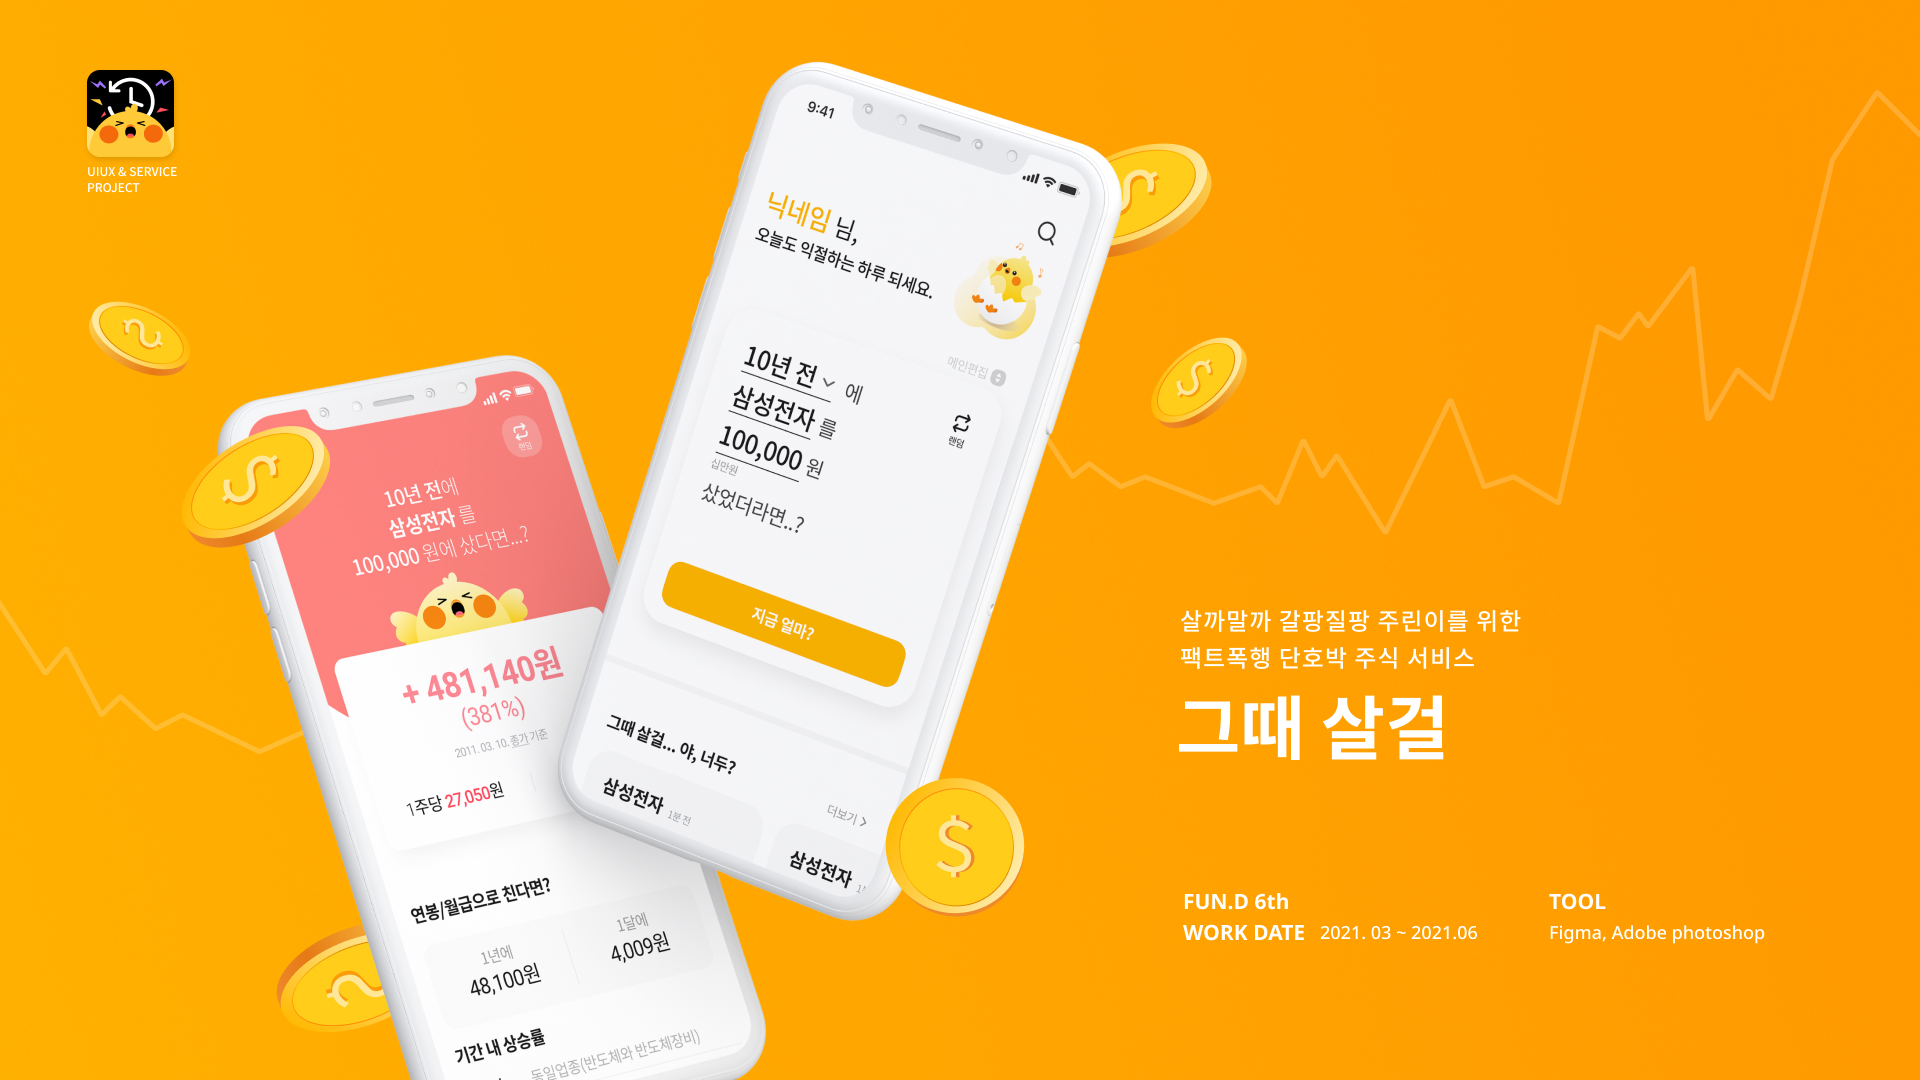 UIUX & SERVICE
PROJECT
9:41
닉네임 님,
오늘도 익절하는 하루 되세요.
메인편집
10년 전 에
삼성전자 를
100,000 원
십만원
샀었더라면..?
랜덤
지금 얼마?
그때 살걸... 야, 너두?
더보기
삼성전자 1분 전
삼성전자
랜덤
10년 전에
삼성전자 를
100,000 원에 샀다면...?
+ 481,140원
(381%)
2011. 03. 10. 종가 기준
1주당 27,050원
연봉/월급으로 친다면?
1년에
48,100원
1달에
4,009원
기간 내 상승률
동일업종(반도체와 반도체장비)
살까말까 갈팡질팡 주린이를 위한
팩트폭행 단호박 주식 서비스
그때 살걸
FUN.D 6th
WORK DATE 2021. 03 ~ 2021.06
TOOL
Figma, Adobe photoshop